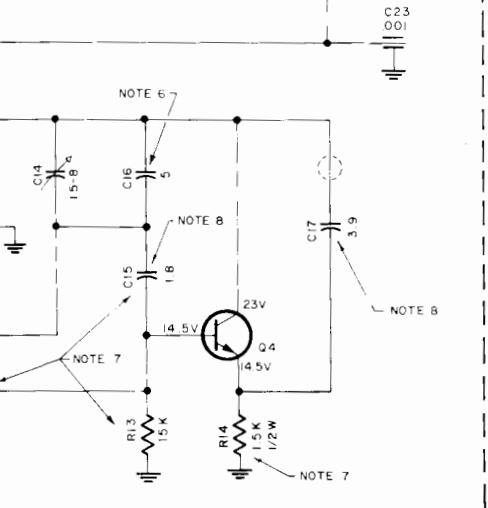 C23
.001
NOTE 6
C14
1.5-8
C16
5
NOTE 8
C17
3.9
C15
1.8
23V
14.5V
Q4
14.5V
NOTE 8
NOTE 7
R13
15K
R14
1.5K
1/2W
NOTE 7